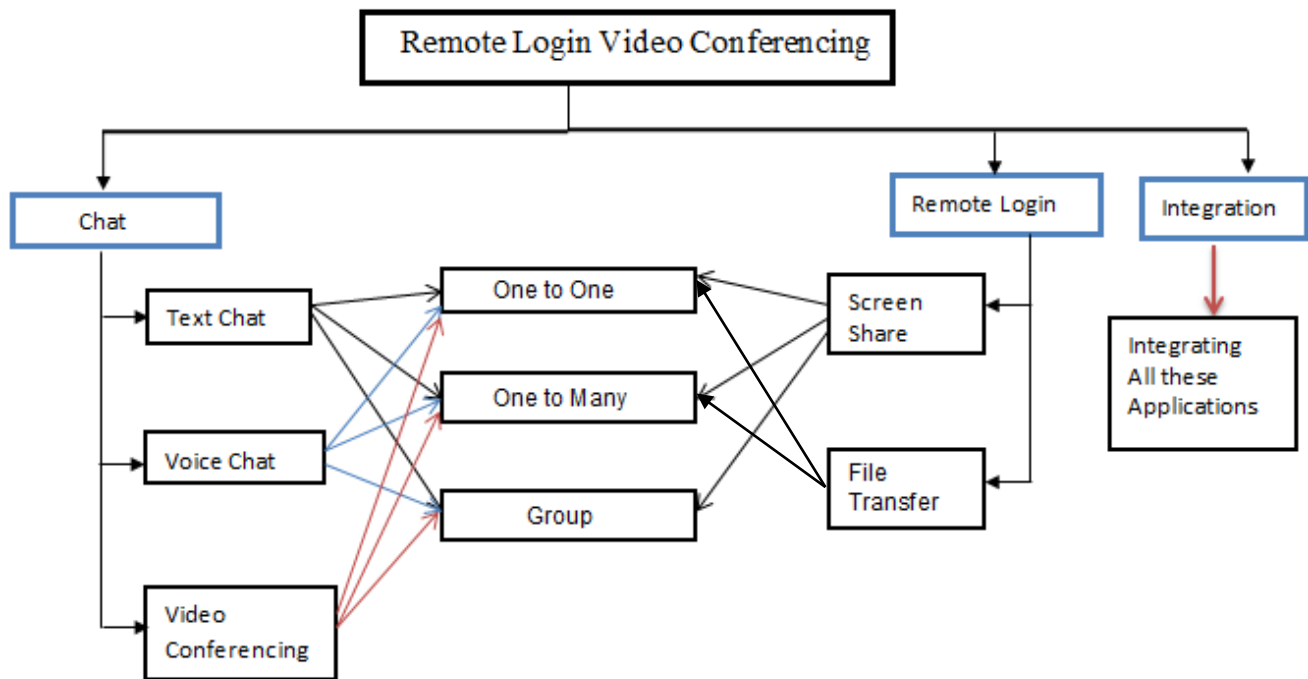 Remote Login Video Conferencing
Chat
Remote Login
Integration
Text Chat
One to One
Screen
Share
Integrating
All these
Applications
One to Many
Voice Chat
File
Transfer
Group
Video
Conferencing